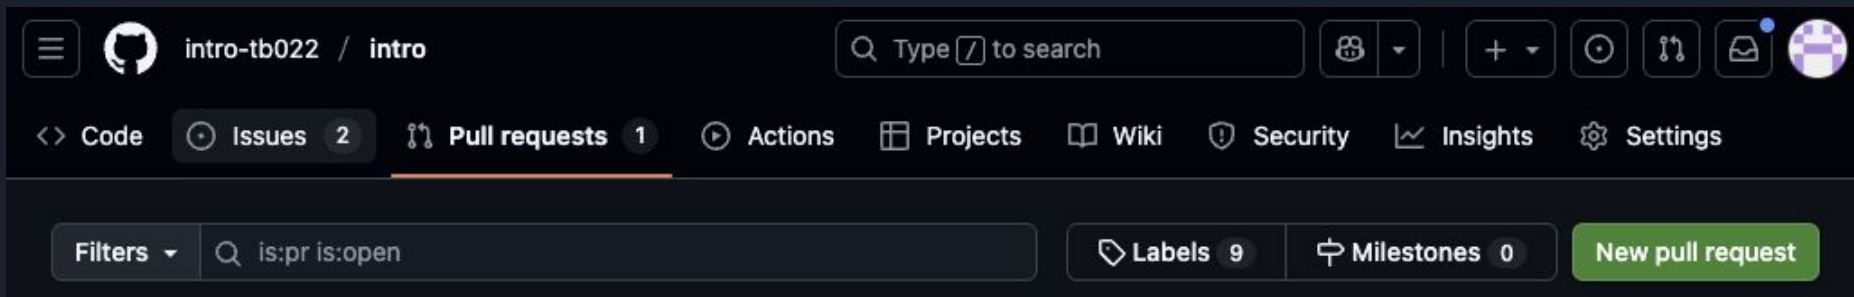 intro-tb022 / intro Type / to search
Code Issues 2 Pull requests 1 Actions Projects Wiki Security Insights Settings
Filters is:pr is:open Labels 9 Milestones 0 New pull request